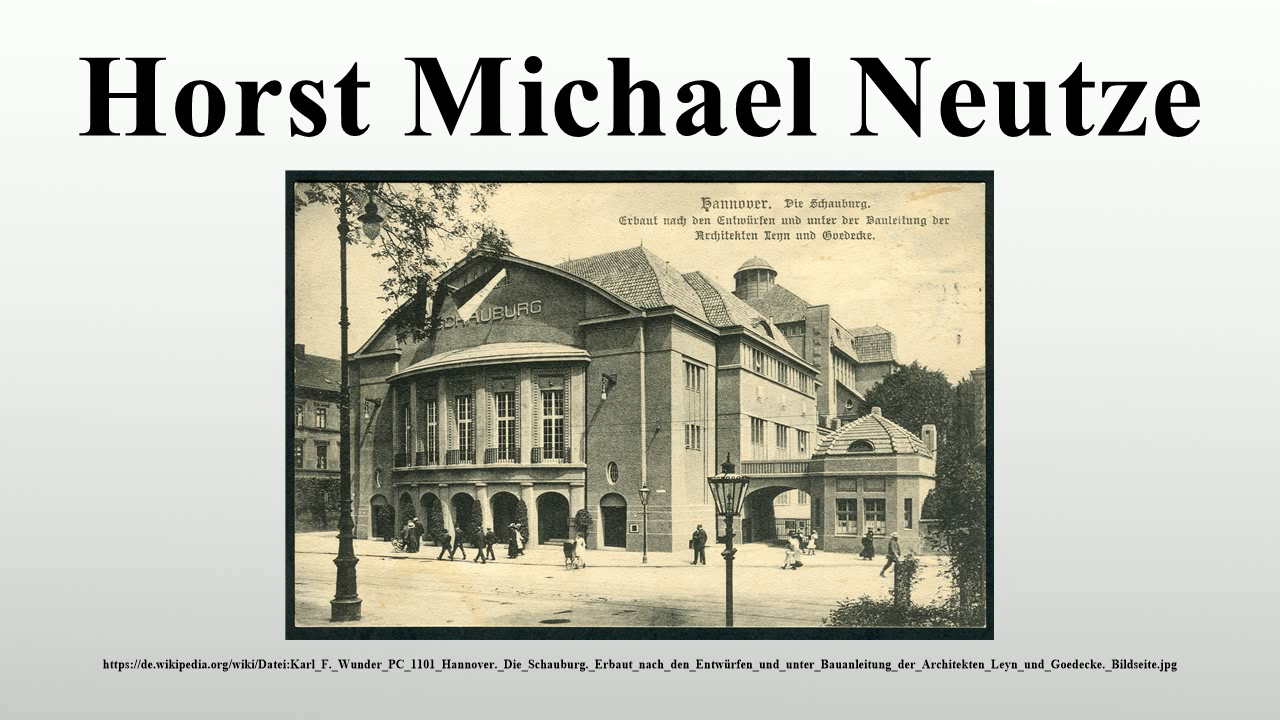 Horst Michael Neutze
Hannover. Die Schauburg.
Erbaut nach den Entwürfen und unter der Bauleitung der
Architekten Leyn und Goedecke.
SCHAUBURG
https://de.wikipedia.org/wiki/Datei:Karl_F._Wunder_PC_1101_Hannover._Die_Schauburg._Erbaut_nach_den_Entwürfen_und_unter_Bauanleitung_der_Architekten_Leyn_und_Goedecke._Bildseite.jpg